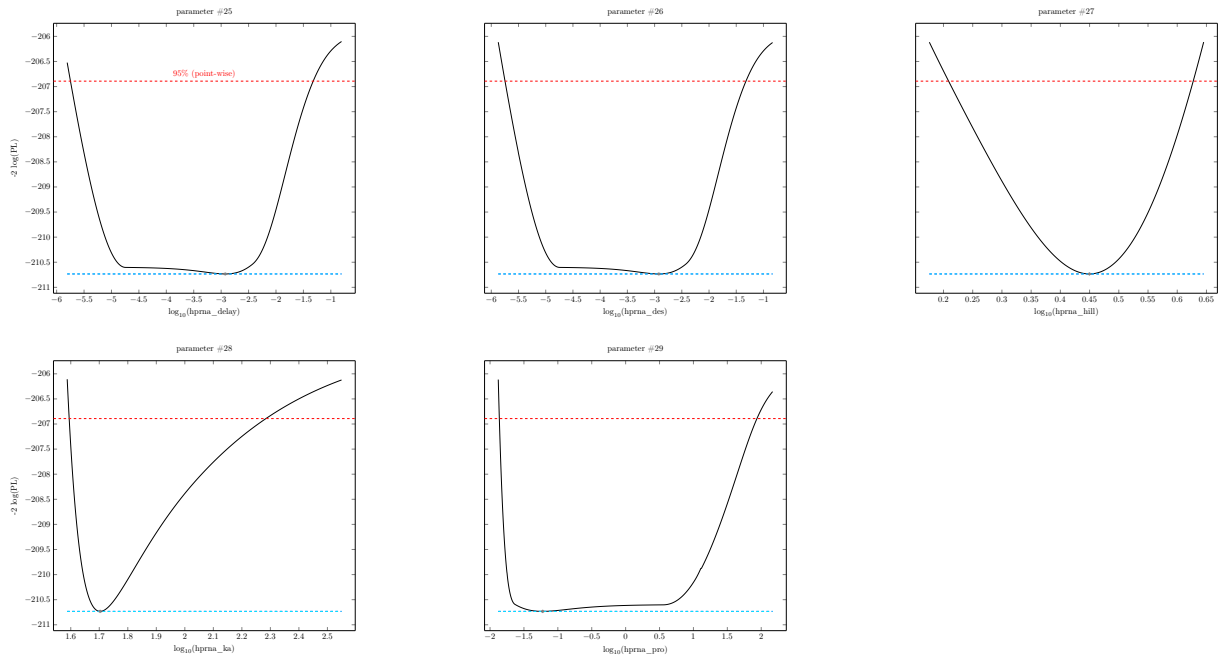 parameter #25
parameter #26
parameter #27
−206
−206.5
−207
−207.5
−208
−208.5
−209
−209.5
−210
−210.5
−211
-2 log(PL)
95% (point-wise)
−6 −5.5 −5 −4.5 −4 −3.5 −3 −2.5 −2 −1.5 −1
log10(hprna_delay)
−6 −5.5 −5 −4.5 −4 −3.5 −3 −2.5 −2 −1.5 −1
log10(hprna_des)
0.2 0.25 0.3 0.35 0.4 0.45 0.5 0.55 0.6 0.65
log10(hprna_hill)
parameter #28
parameter #29
−206
−206.5
−207
−207.5
−208
−208.5
−209
−209.5
−210
−210.5
−211
-2 log(PL)
1.6 1.7 1.8 1.9 2 2.1 2.2 2.3 2.4 2.5
log10(hprna_ka)
−2 −1.5 −1 −0.5 0 0.5 1 1.5 2
log10(hprna_pro)